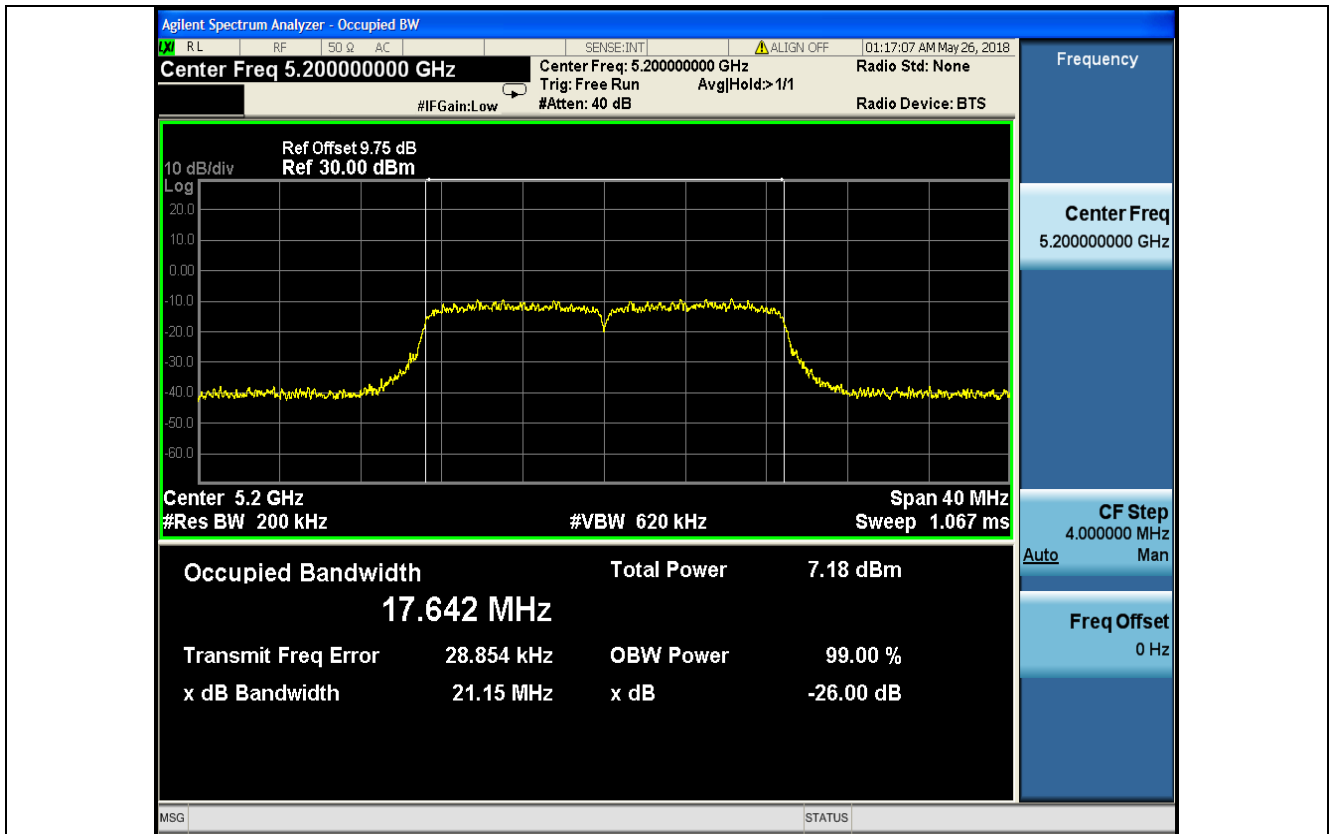 Agilent Spectrum Analyzer - Occupied BW
LXI RL RF 50 Ω AC SENSE:INT ALIGN OFF 01:17:07 AM May 26, 2018
Center Freq 5.200000000 GHz
#IFGain:Low
Center Freq: 5.200000000 GHz
Trig: Free Run Avg|Hold:>1/1
#Atten: 40 dB
Radio Std: None
Radio Device: BTS
Ref Offset 9.75 dB
10 dB/div Ref 30.00 dBm
Log
20.0
10.0
0.00
-10.0
-20.0
-30.0
-40.0
-50.0
-60.0
Center 5.2 GHz Span 40 MHz
#Res BW 200 kHz #VBW 620 kHz Sweep 1.067 ms
Occupied Bandwidth Total Power 7.18 dBm
17.642 MHz
Transmit Freq Error 28.854 kHz OBW Power 99.00 %
x dB Bandwidth 21.15 MHz x dB -26.00 dB
MSG STATUS
Frequency
Center Freq
5.200000000 GHz
CF Step
4.000000 MHz
Auto Man
Freq Offset
0 Hz